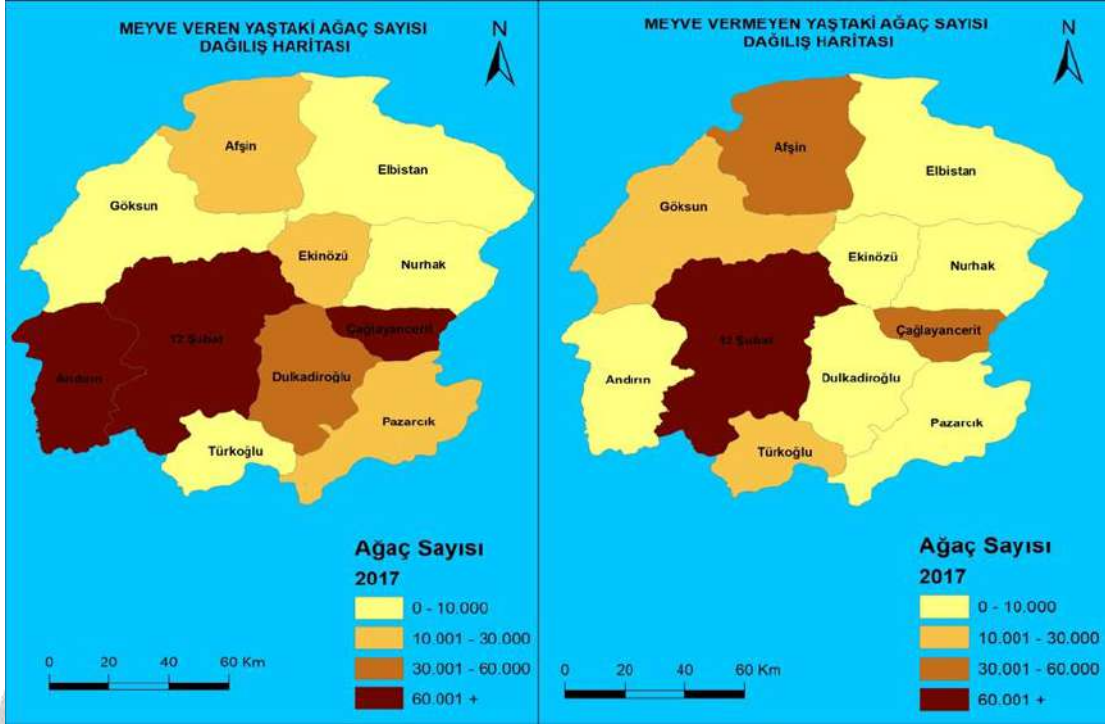 MEYVE VEREN YAŞTAKİ AĞAÇ SAYISI
DAĞILIŞ HARİTASI
N
Afşin
Elbistan
Göksun
Ekinözü
Nurhak
Çağlayancerit
12 Şubat
Andırın
Dulkadiroğlu
Pazarcık
Türkoğlu
Ağaç Sayısı
2017
0 - 10.000
10.001 - 30.000
30.001 - 60.000
60.001 +
0 20 40 60 Km
MEYVE VERMEYEN YAŞTAKİ AĞAÇ SAYISI
DAĞILIŞ HARİTASI
N
Afşin
Elbistan
Göksun
Ekinözü
Nurhak
Çağlayancerit
12 Şubat
Andırın
Dulkadiroğlu
Pazarcık
Türkoğlu
Ağaç Sayısı
2017
0 - 10.000
10.001 - 30.000
30.001 - 60.000
60.001 +
0 20 40 60 Km